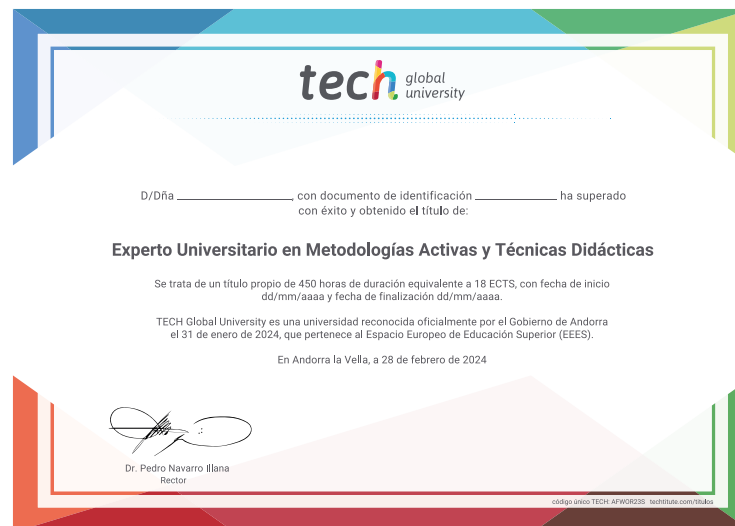 tech global university
D/Dña ____________________, con documento de identificación ______________ ha superado
con éxito y obtenido el título de:
Experto Universitario en Metodologías Activas y Técnicas Didácticas
Se trata de un título propio de 450 horas de duración equivalente a 18 ECTS, con fecha de inicio
dd/mm/aaaa y fecha de finalización dd/mm/aaaa.
TECH Global University es una universidad reconocida oficialmente por el Gobierno de Andorra
el 31 de enero de 2024, que pertenece al Espacio Europeo de Educación Superior (EEES).
En Andorra la Vella, a 28 de febrero de 2024
Dr. Pedro Navarro Illana
Rector
código único TECH: AFWOR23S techtitute.com/titulos